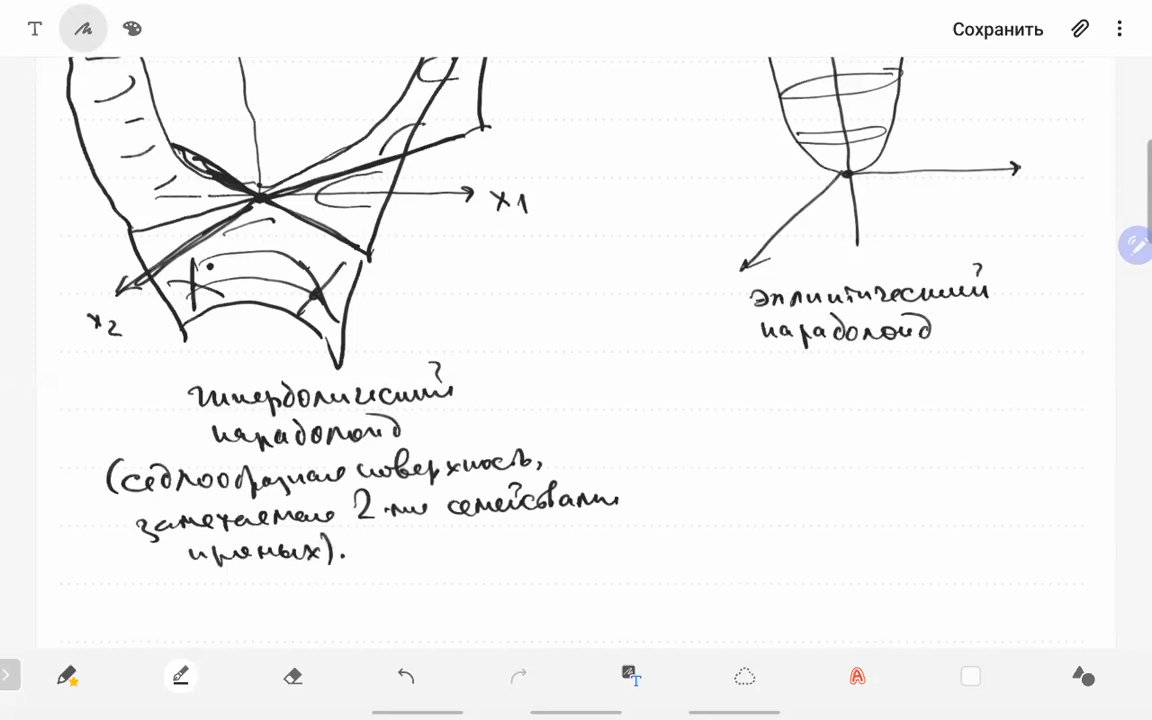 Сохранить
x1
x2
эллиптический
параболоид
гиперболический
параболоид
(седлообразная поверхность,
заметаемая 2-мя семействами
прямых).